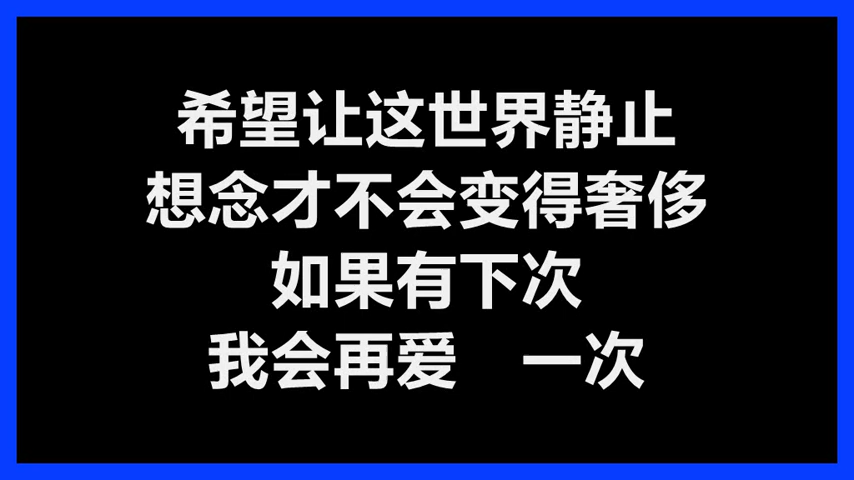 希望让这世界静止
想念才不会变得奢侈
如果有下次
我会再爱　一次